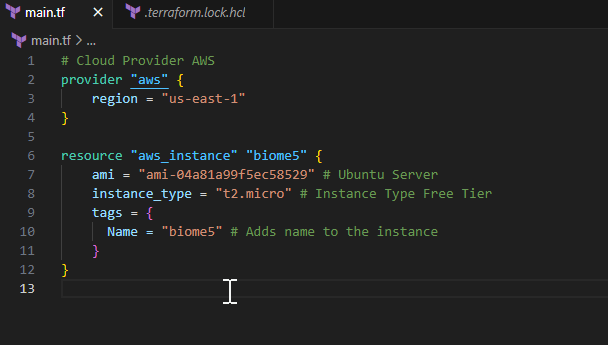 main.tf × .terraform.lock.hcl
main.tf > ...
1 # Cloud Provider AWS
2 provider "aws" {
3     region = "us-east-1"
4 }
5
6 resource "aws_instance" "biome5" {
7     ami = "ami-04a81a99f5ec58529" # Ubuntu Server
8     instance_type = "t2.micro" # Instance Type Free Tier
9     tags = {
10       Name = "biome5" # Adds name to the instance
11     }
12 }
13